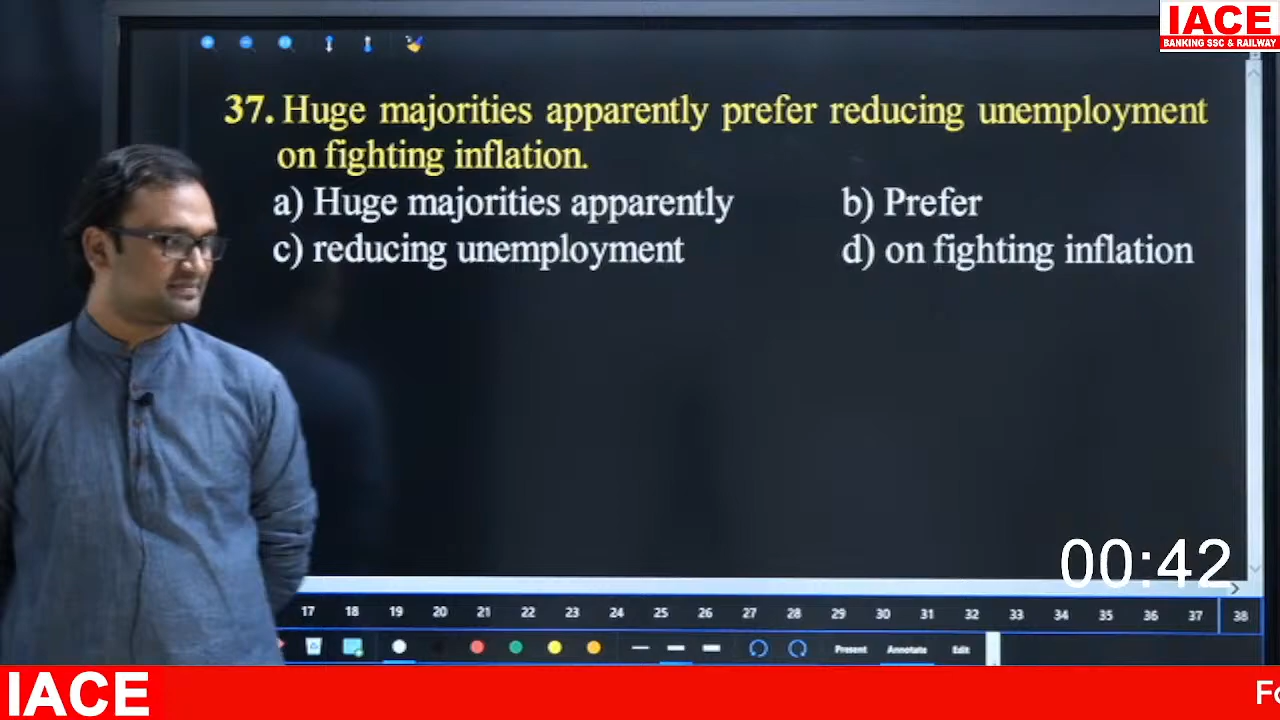 IACE
BANKING SSC & RAILWAY
37. Huge majorities apparently prefer reducing unemployment
on fighting inflation.
a) Huge majorities apparently b) Prefer
c) reducing unemployment d) on fighting inflation
00:42
17 18 19 20 21 22 23 24 25 26 27 28 29 30 31 32 33 34 35 36 37 38
Present Annotate Edit
IACE Fo